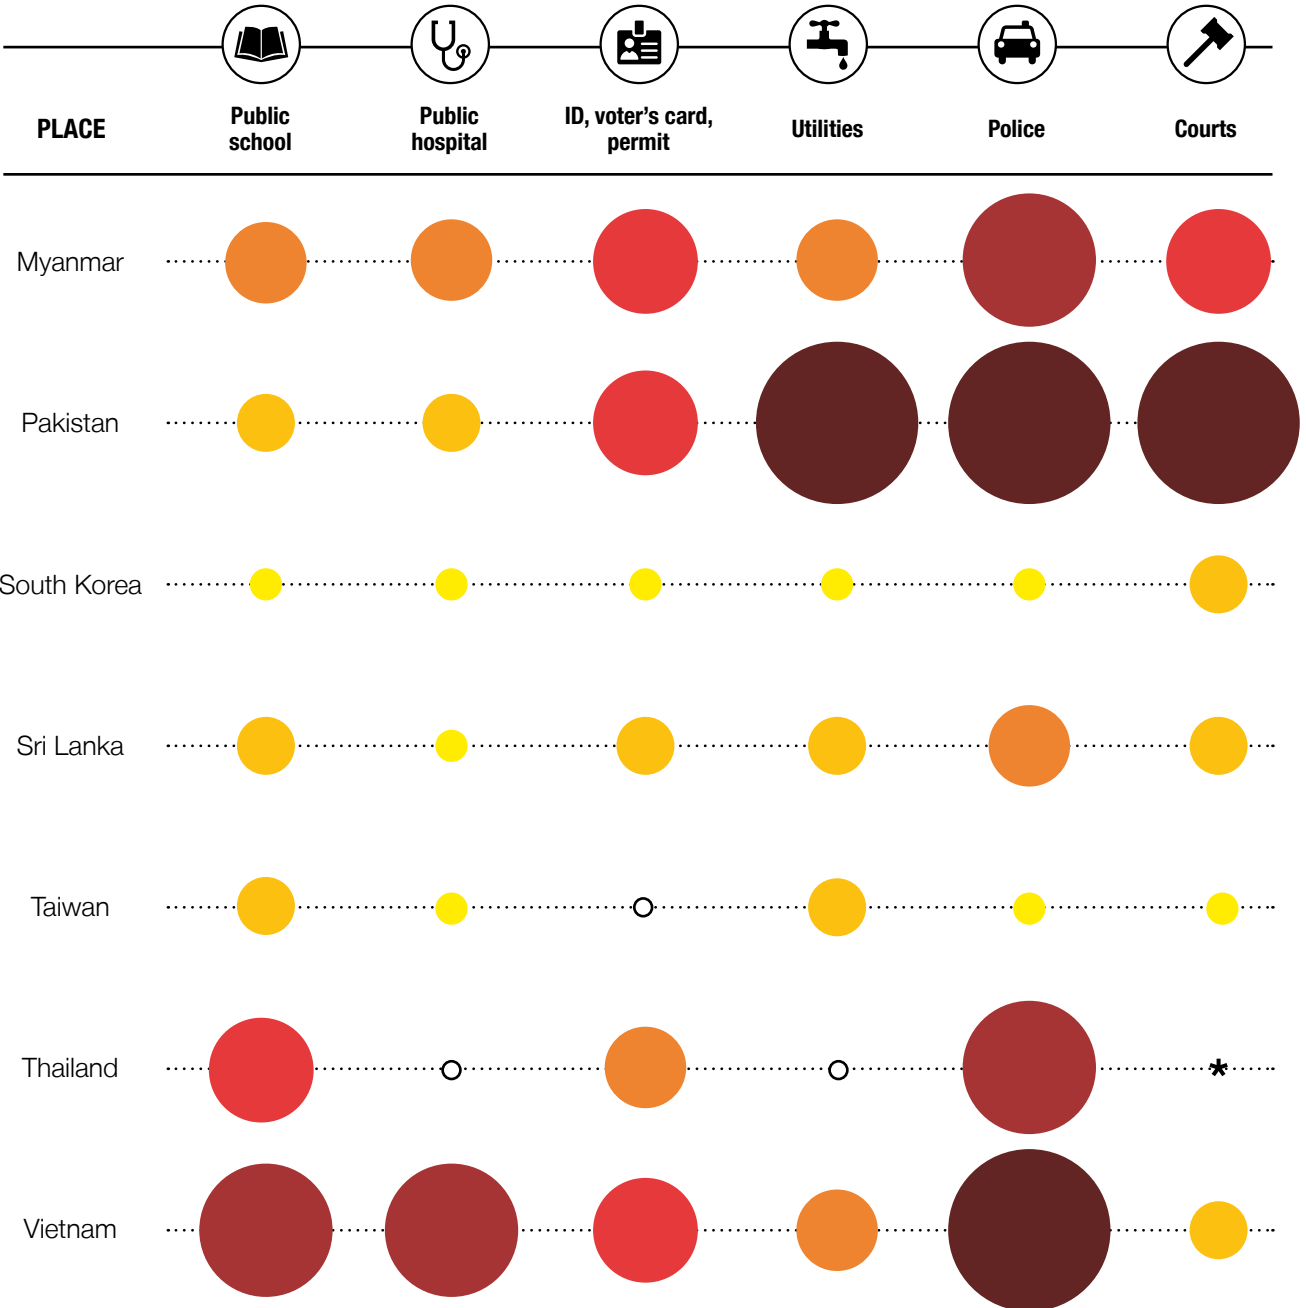 PLACE
Public
school
Public
hospital
ID, voter's card,
permit
Utilities
Police
Courts
Myanmar
Pakistan
South Korea
Sri Lanka
Taiwan
Thailand
*
Vietnam